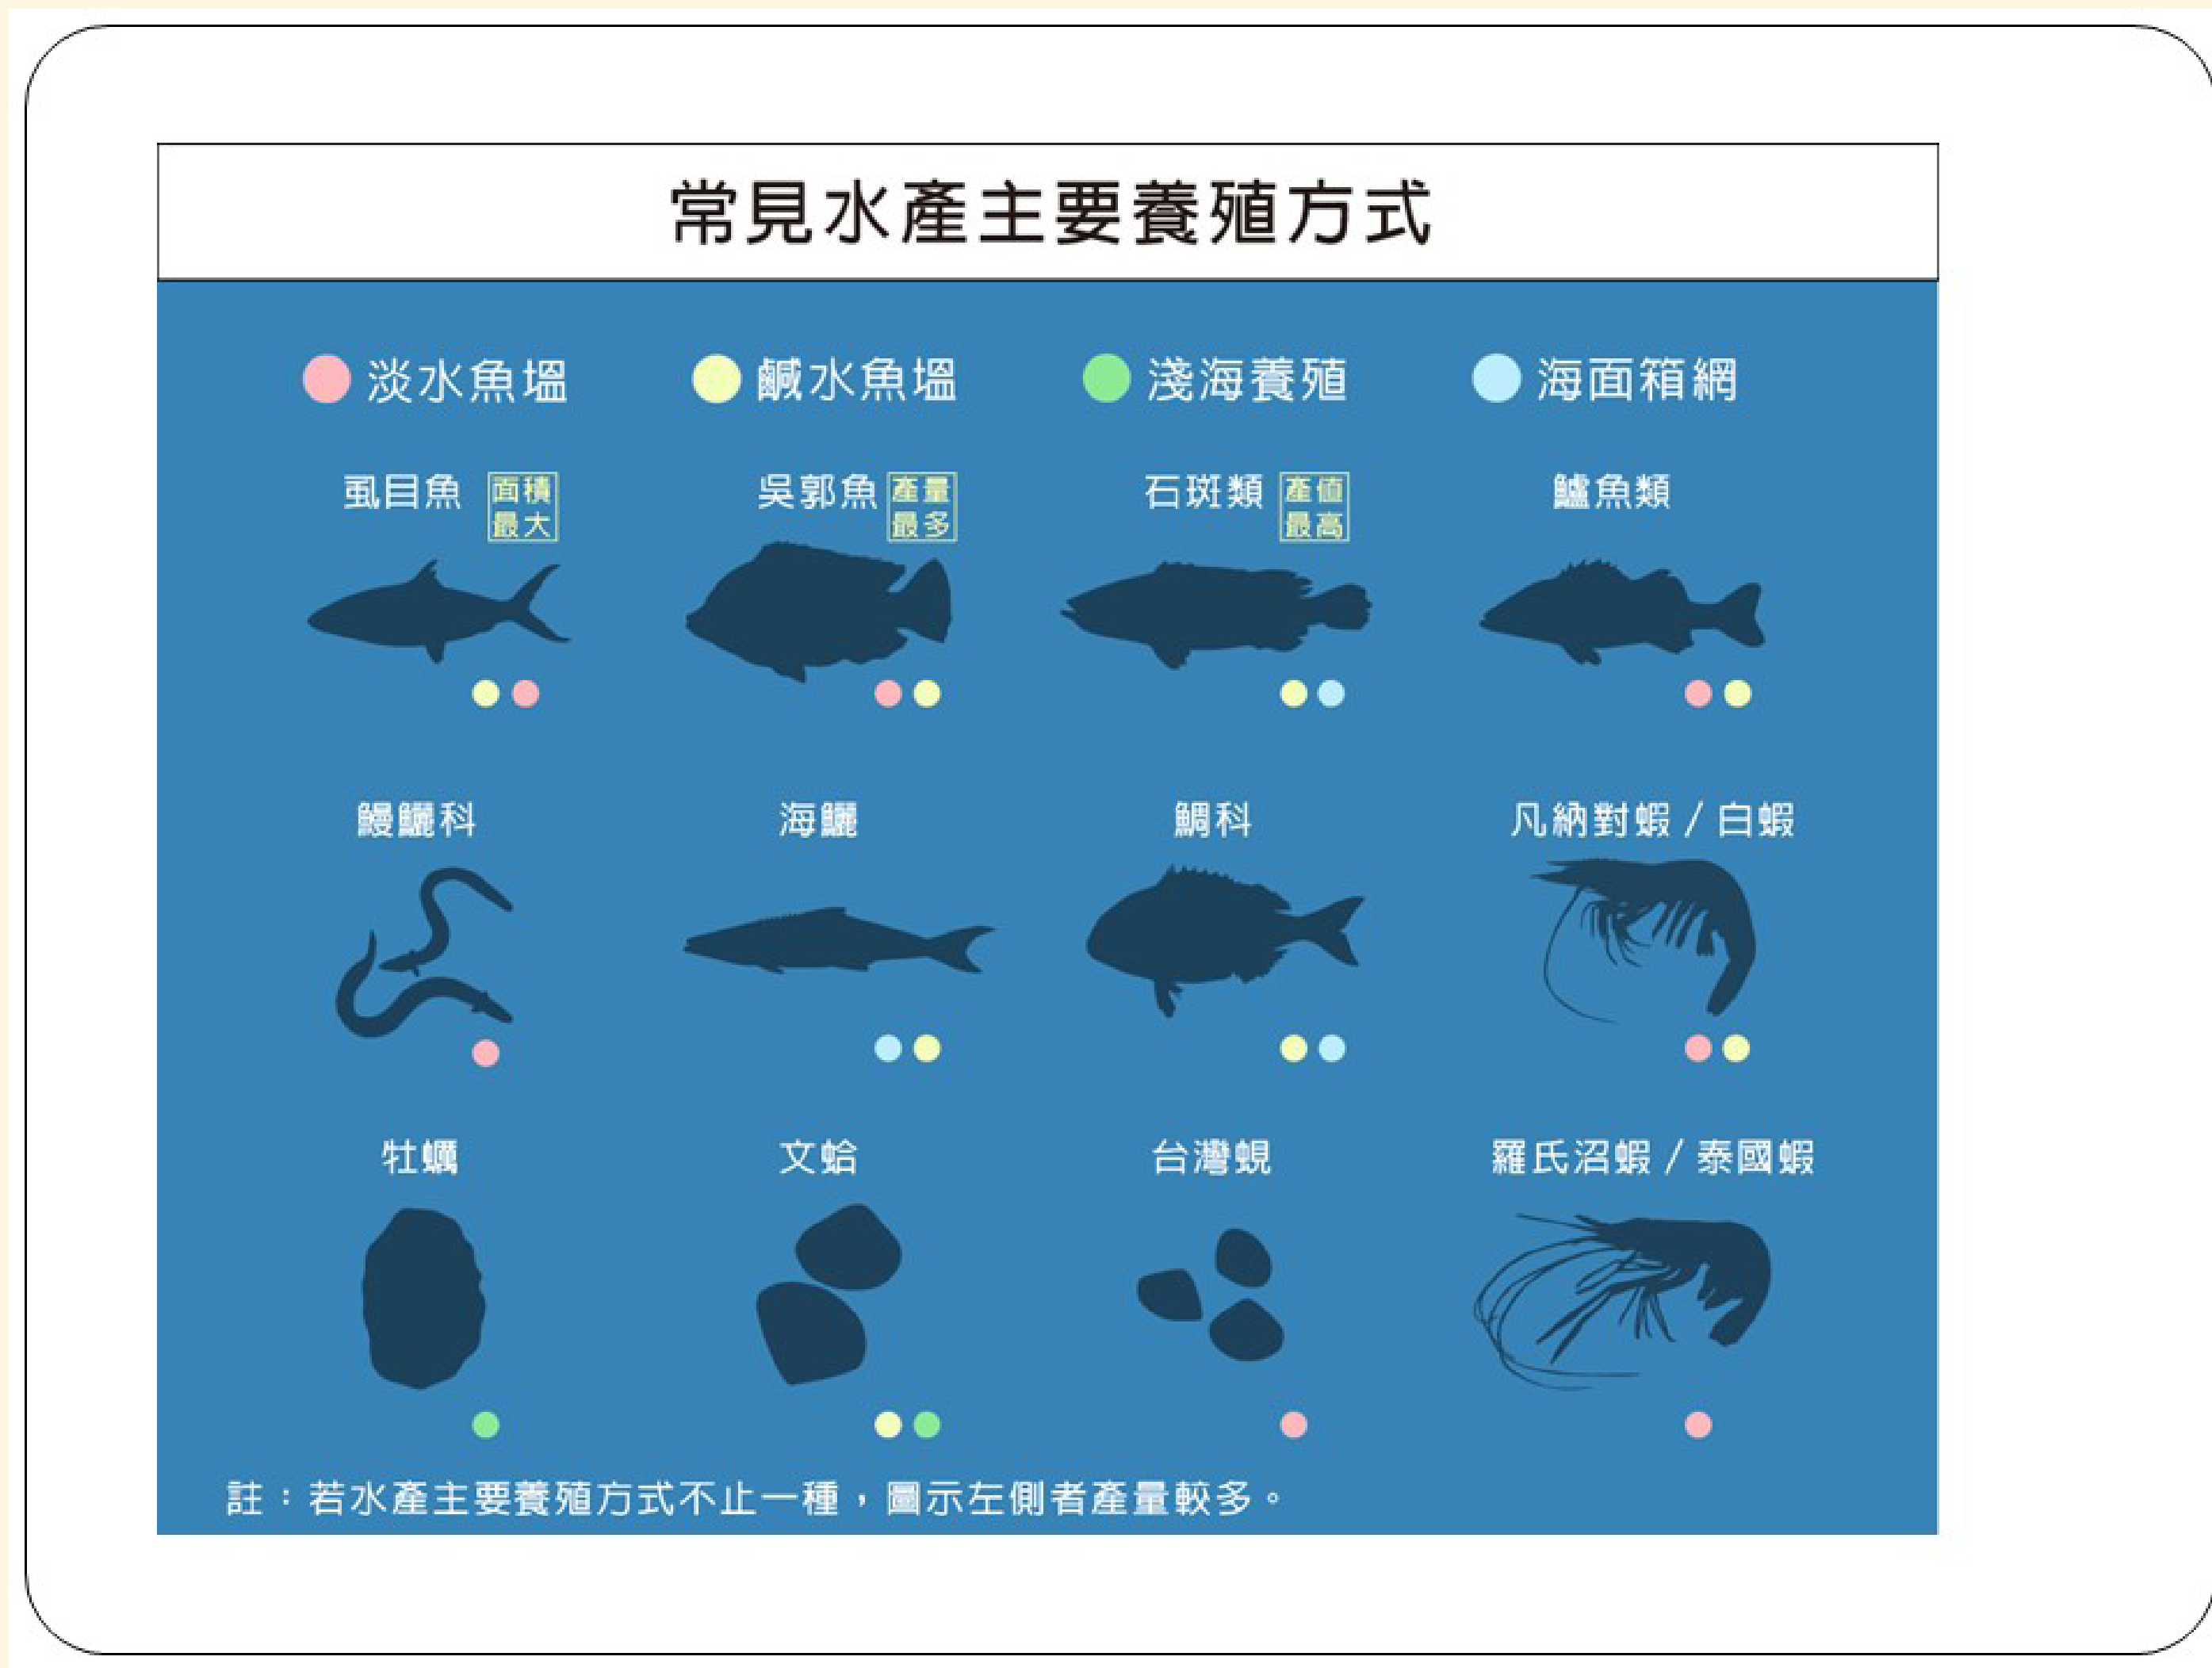 常見水產主要養殖方式
淡水魚塭 鹹水魚塭 淺海養殖 海面箱網
虱目魚 面積最大 吳郭魚 產量最多 石斑類 產值最高 鱸魚類
鰻鱺科 海鱺 鯛科 凡納對蝦 / 白蝦
牡蠣 文蛤 台灣蜆 羅氏沼蝦 / 泰國蝦
註：若水產主要養殖方式不止一種，圖示左側者產量較多。